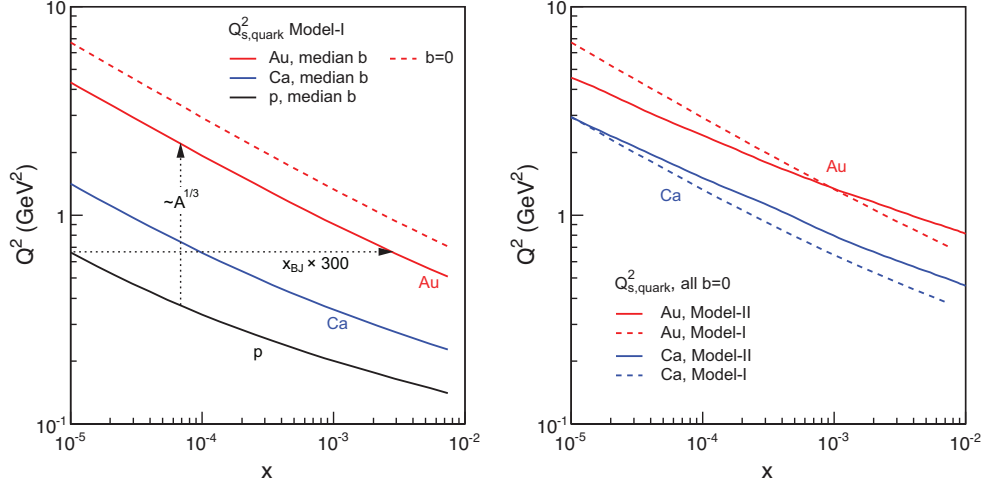 10
1
10⁻¹
Q² (GeV²)
Q²s,quark Model-I
Au, median b
b=0
Ca, median b
p, median b
~A¹/³
x_BJ × 300
Au
Ca
p
10⁻⁵
10⁻⁴
10⁻³
10⁻²
x
10
1
10⁻¹
Q² (GeV²)
Au
Ca
Q²s,quark, all b=0
Au, Model-II
Au, Model-I
Ca, Model-II
Ca, Model-I
10⁻⁵
10⁻⁴
10⁻³
10⁻²
x